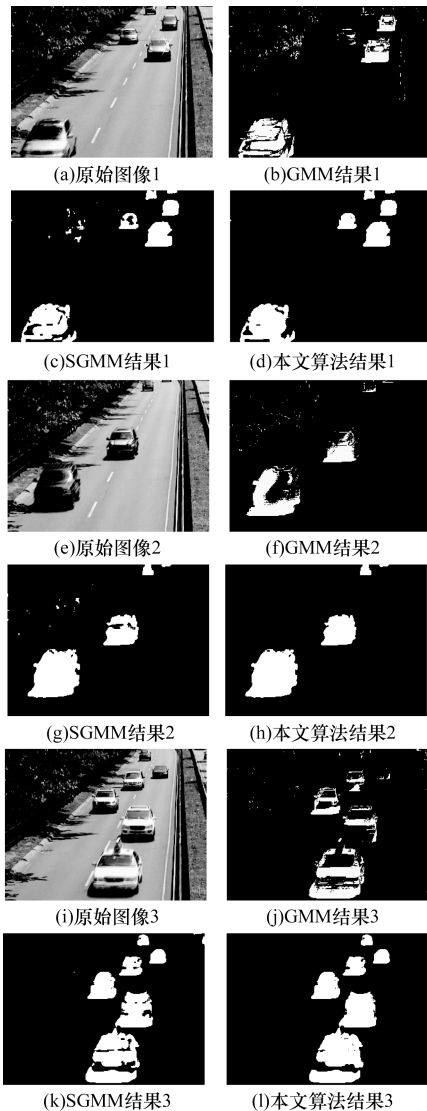 (a)原始图像1
(b)GMM结果1
(c)SGMM结果1
(d)本文算法结果1
(e)原始图像2
(f)GMM结果2
(g)SGMM结果2
(h)本文算法结果2
(i)原始图像3
(j)GMM结果3
(k)SGMM结果3
(l)本文算法结果3